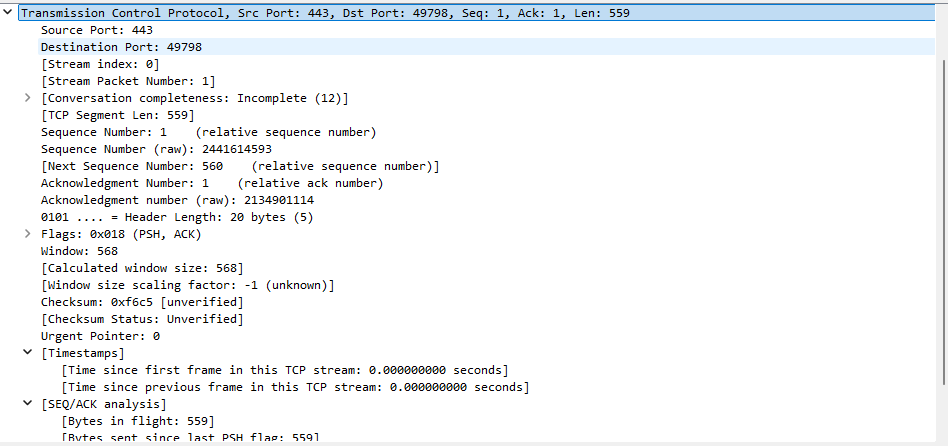 Transmission Control Protocol, Src Port: 443, Dst Port: 49798, Seq: 1, Ack: 1, Len: 559
Source Port: 443
Destination Port: 49798
[Stream index: 0]
[Stream Packet Number: 1]
[Conversation completeness: Incomplete (12)]
[TCP Segment Len: 559]
Sequence Number: 1    (relative sequence number)
Sequence Number (raw): 2441614593
[Next Sequence Number: 560    (relative sequence number)]
Acknowledgment Number: 1    (relative ack number)
Acknowledgment number (raw): 2134901114
0101 .... = Header Length: 20 bytes (5)
Flags: 0x018 (PSH, ACK)
Window: 568
[Calculated window size: 568]
[Window size scaling factor: -1 (unknown)]
Checksum: 0xf6c5 [unverified]
[Checksum Status: Unverified]
Urgent Pointer: 0
[Timestamps]
[Time since first frame in this TCP stream: 0.000000000 seconds]
[Time since previous frame in this TCP stream: 0.000000000 seconds]
[SEQ/ACK analysis]
[Bytes in flight: 559]
[Bytes sent since last PSH flag: 559]